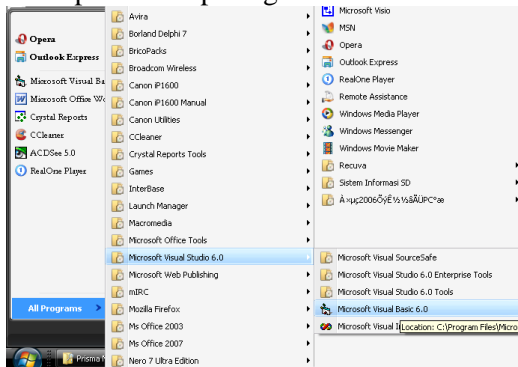 Opera
Outlook Express
Microsoft Visual Ba
Microsoft Office Wo
Crystal Reports
CCleaner
ACDSee 5.0
RealOne Player
All Programs
Prisma
Avira
Borland Delphi 7
BricoPacks
Broadcom Wireless
Canon iP1600
Canon iP1600 Manual
Canon Utilities
CCleaner
Crystal Reports Tools
Games
InterBase
Launch Manager
Macromedia
Microsoft Office Tools
Microsoft Visual Studio 6.0
Microsoft Web Publishing
mIRC
Mozilla Firefox
Ms Office 2003
Ms Office 2007
Nero 7 Ultra Edition
Microsoft Visio
MSN
Opera
Outlook Express
RealOne Player
Remote Assistance
Windows Media Player
Windows Messenger
Windows Movie Maker
Recuva
Sistem Informasi SD
Microsoft Visual SourceSafe
Microsoft Visual Studio 6.0 Enterprise Tools
Microsoft Visual Studio 6.0 Tools
Microsoft Visual Basic 6.0
Microsoft Visual I
Location: C:\Program Files\Micro